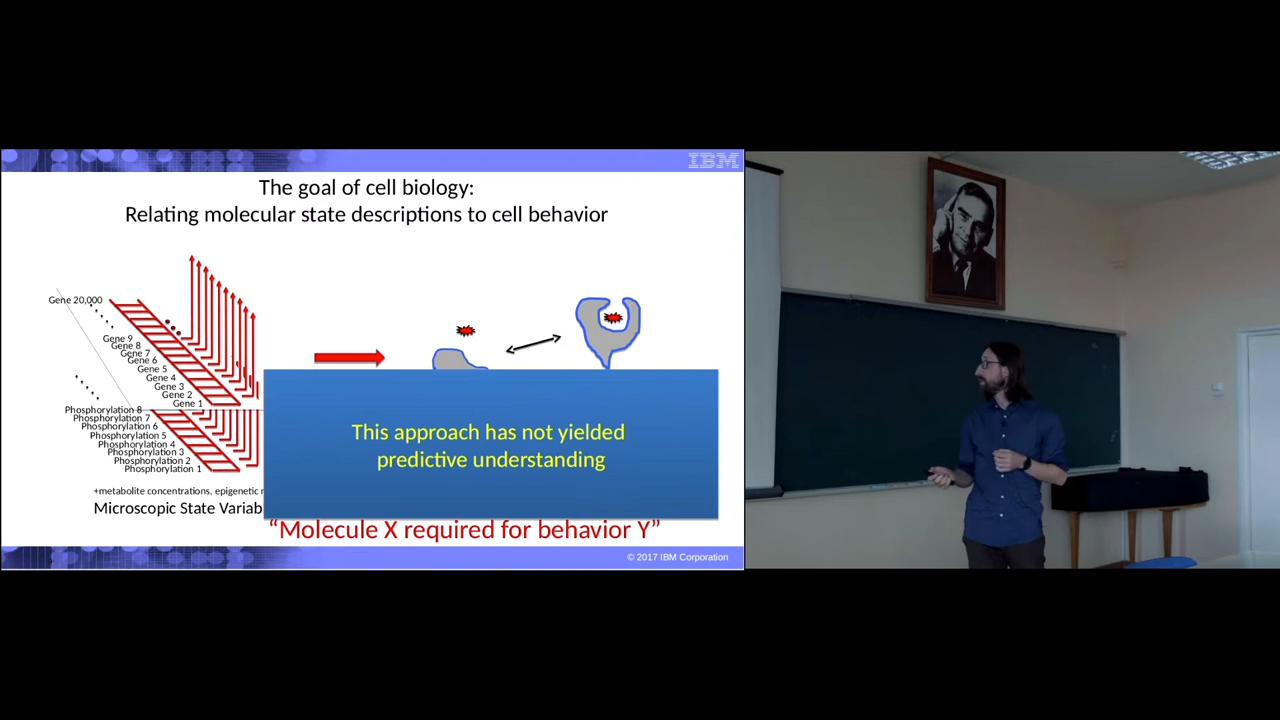 IBM
The goal of cell biology:
Relating molecular state descriptions to cell behavior
Gene 20,000
Gene 9
Gene 8
Gene 7
Gene 6
Gene 5
Gene 4
Gene 3
Gene 2
Gene 1
Phosphorylation 8
Phosphorylation 7
Phosphorylation 6
Phosphorylation 5
Phosphorylation 4
Phosphorylation 3
Phosphorylation 2
Phosphorylation 1
+metabolite concentrations, epigenetic
Microscopic State Variab
This approach has not yielded
predictive understanding
“Molecule X required for behavior Y”
© 2017 IBM Corporation